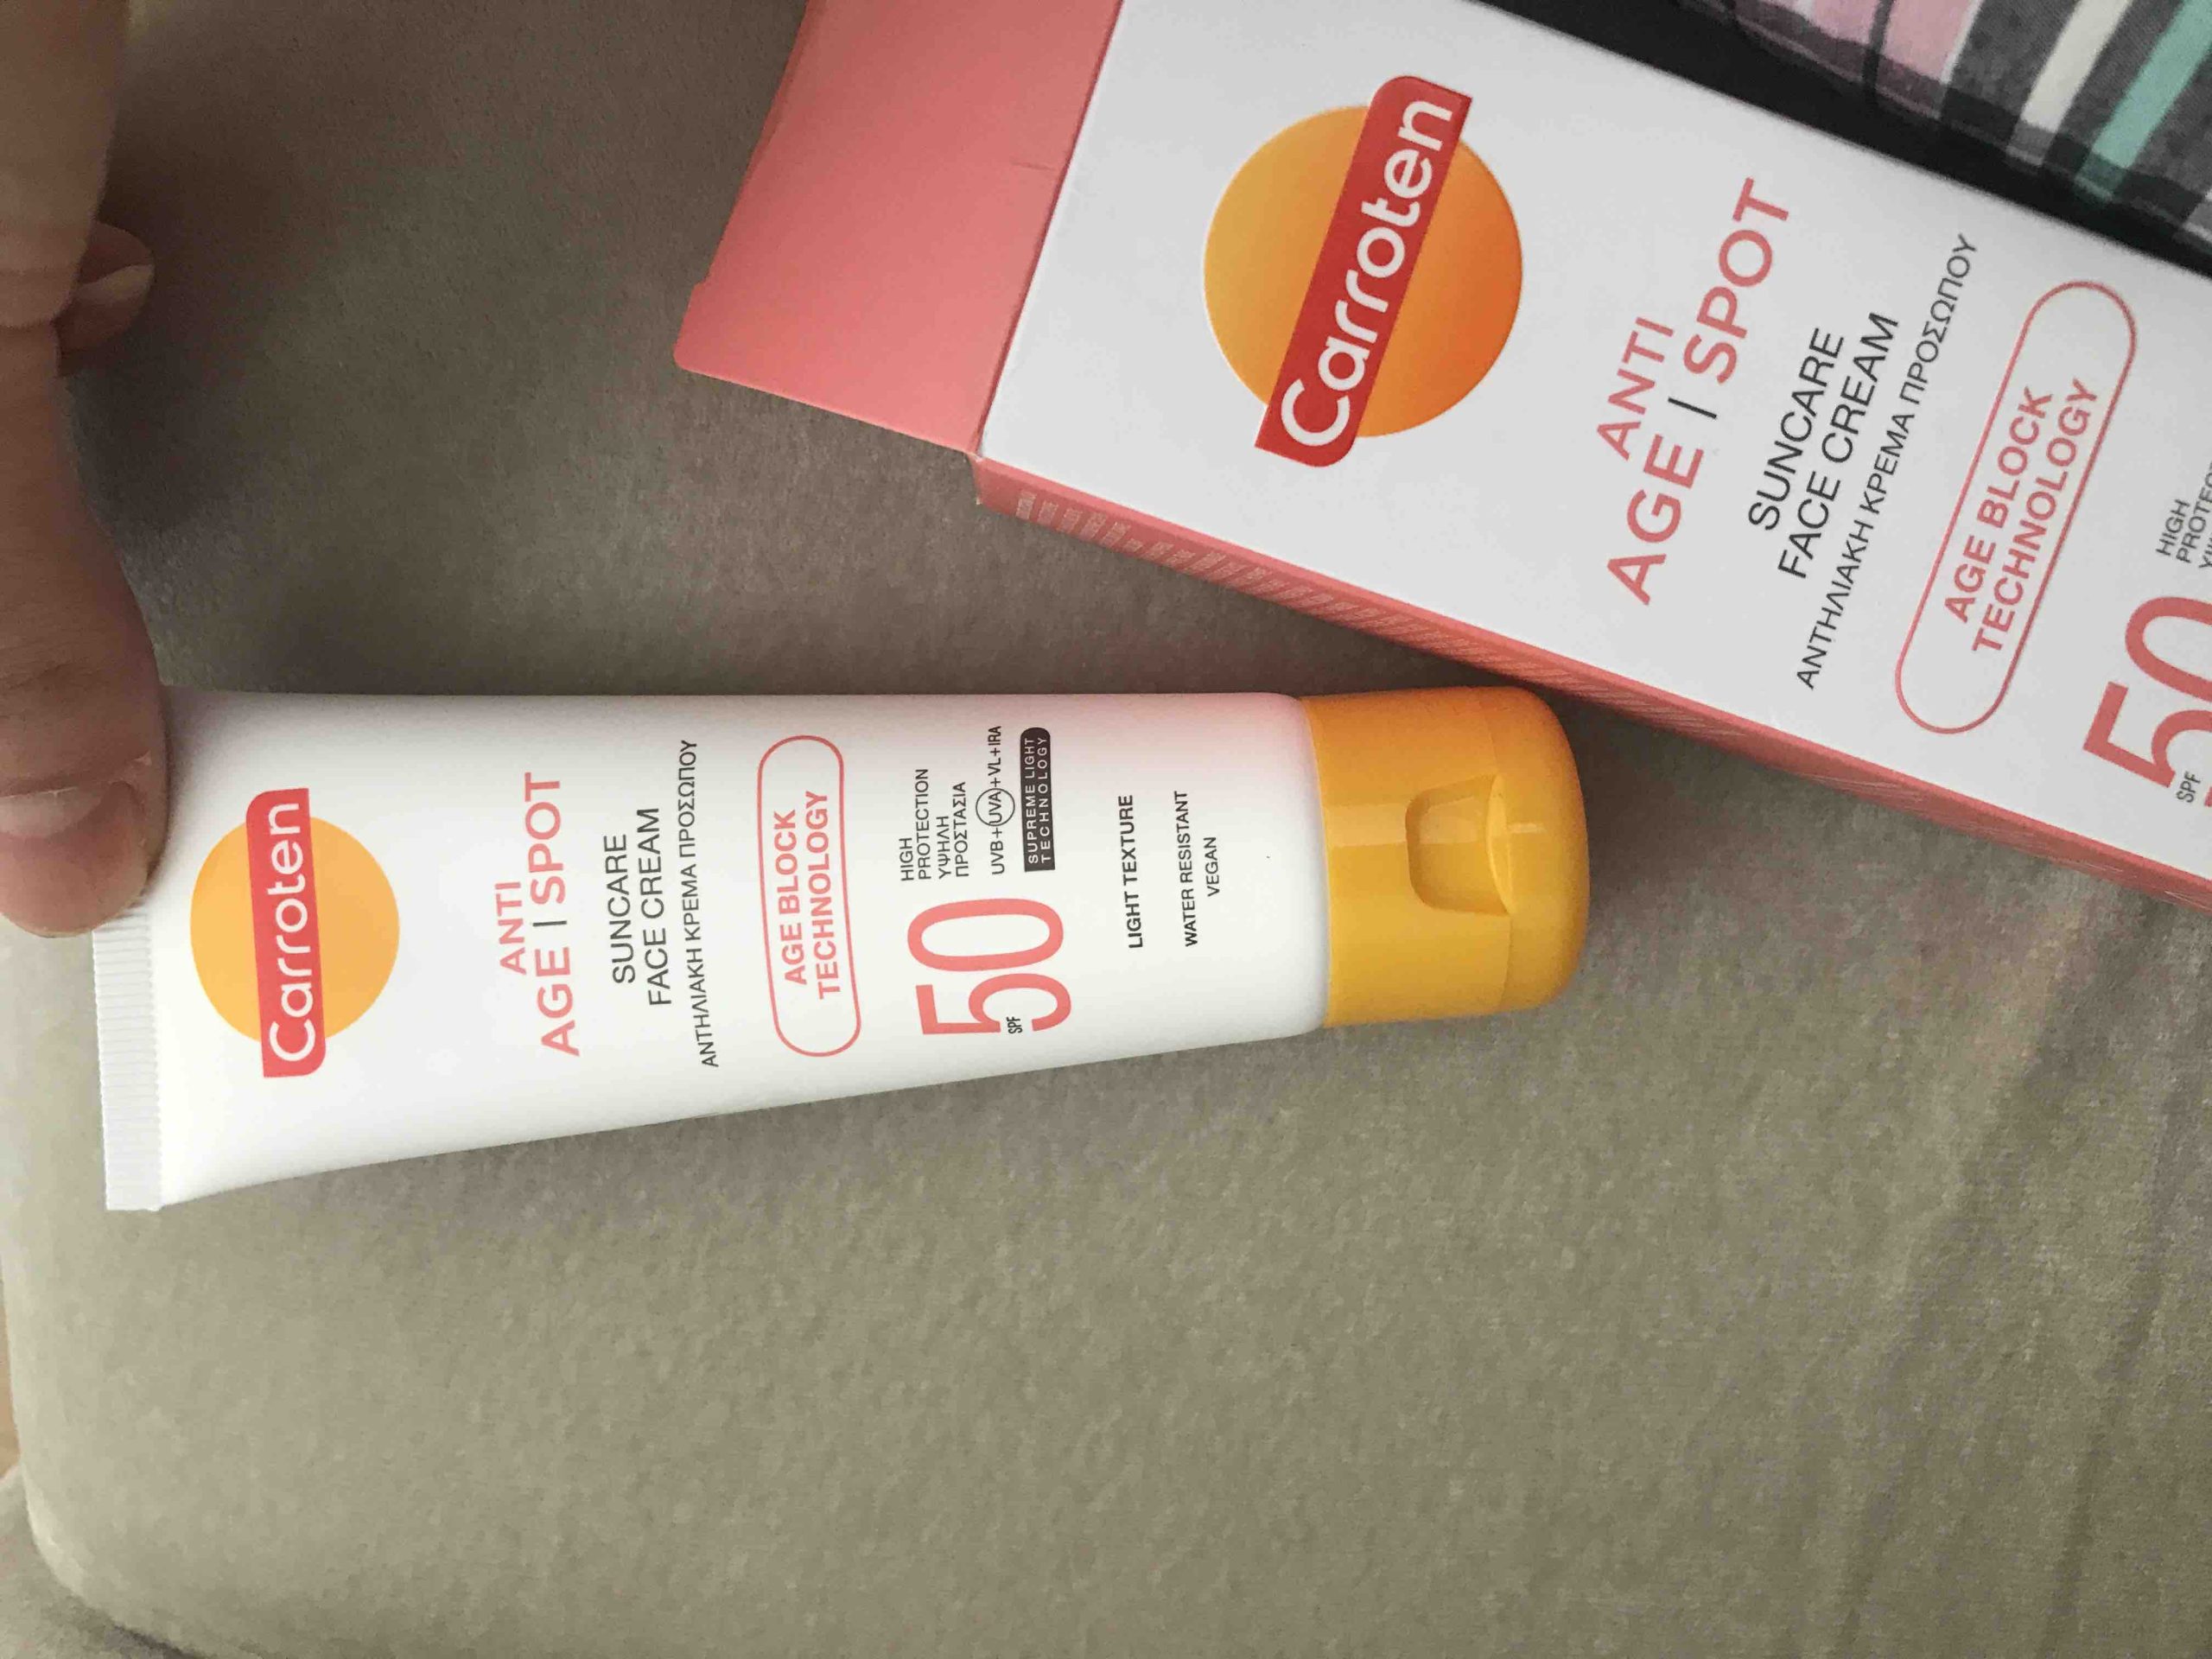 Carroten
ANTI
AGE | SPOT
SUNCARE
FACE CREAM
ΑΝΤΗΛΙΑΚΗ ΚΡΕΜΑ ΠΡΟΣΩΠΟΥ
AGE BLOCK
TECHNOLOGY
SPF 50
HIGH
PROTECTION
ΥΨΗΛΗ
ΠΡΟΣΤΑΣΙΑ
UVB+UVA+VL+IRA
SUPREME LIGHT
TECHNOLOGY
LIGHT TEXTURE
WATER RESISTANT
VEGAN
Carroten
ANTI
AGE | SPOT
SUNCARE
FACE CREAM
ΑΝΤΗΛΙΑΚΗ ΚΡΕΜΑ ΠΡΟΣΩΠΟΥ
AGE BLOCK
TECHNOLOGY
SPF 50
HIGH